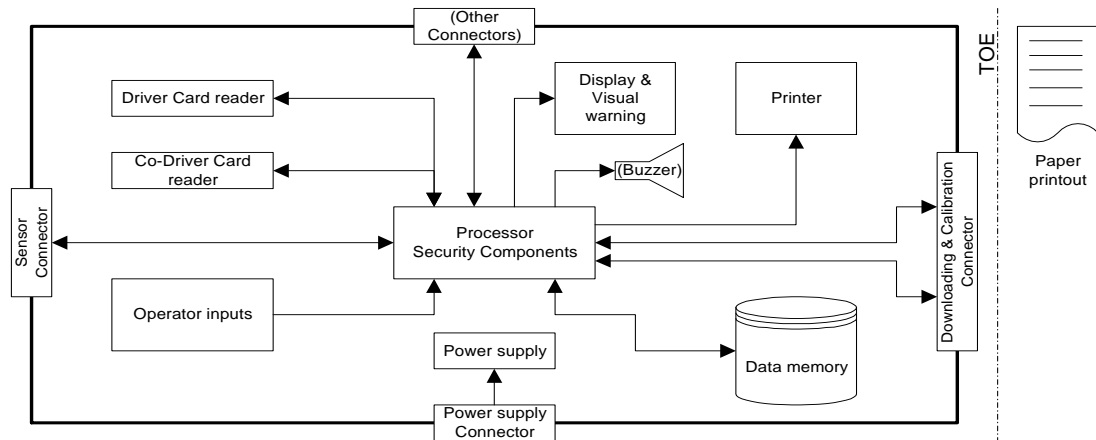 (Other
Connectors)
TOE
Driver Card reader
Display &
Visual
warning
Printer
Co-Driver Card
reader
(Buzzer)
Paper
printout
Sensor
Connector
Processor
Security Components
Downloading & Calibration
Connector
Operator inputs
Power supply
Data memory
Power supply
Connector